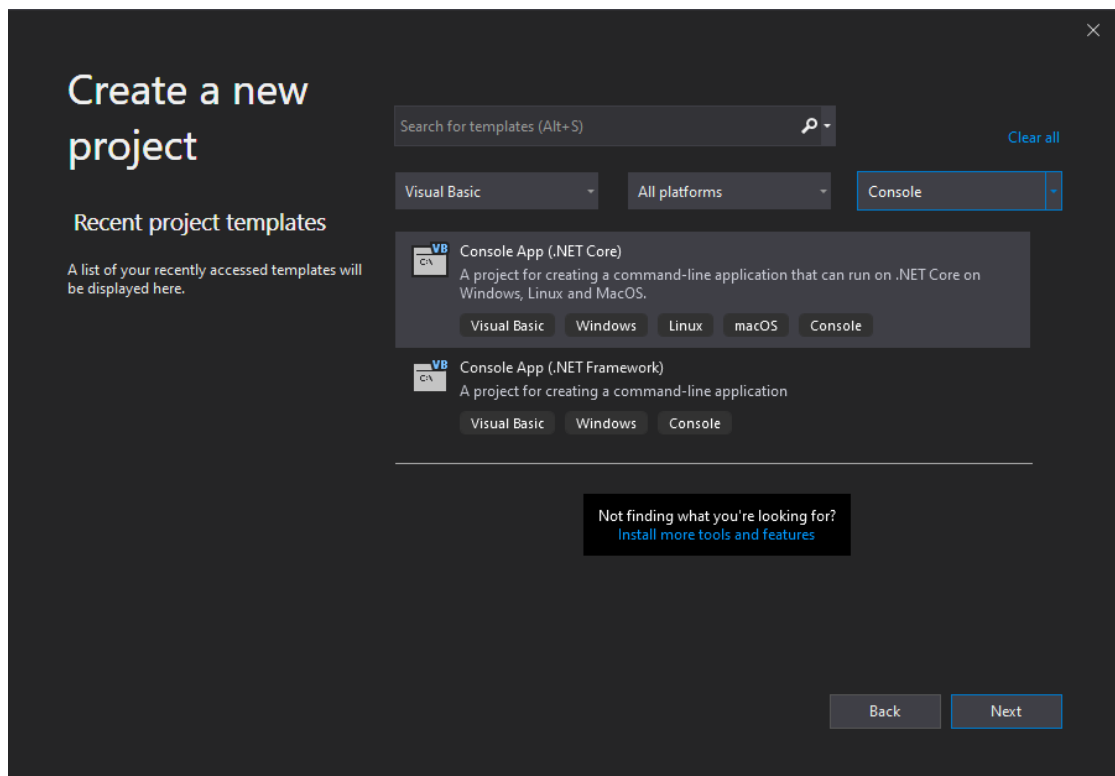 Create a new
project
Search for templates (Alt+S)
Clear all
Visual Basic
All platforms
Console
Recent project templates
A list of your recently accessed templates will
be displayed here.
VB
C:\
Console App (.NET Core)
A project for creating a command-line application that can run on .NET Core on
Windows, Linux and MacOS.
Visual Basic
Windows
Linux
macOS
Console
VB
C:\
Console App (.NET Framework)
A project for creating a command-line application
Visual Basic
Windows
Console
Not finding what you're looking for?
Install more tools and features
Back
Next